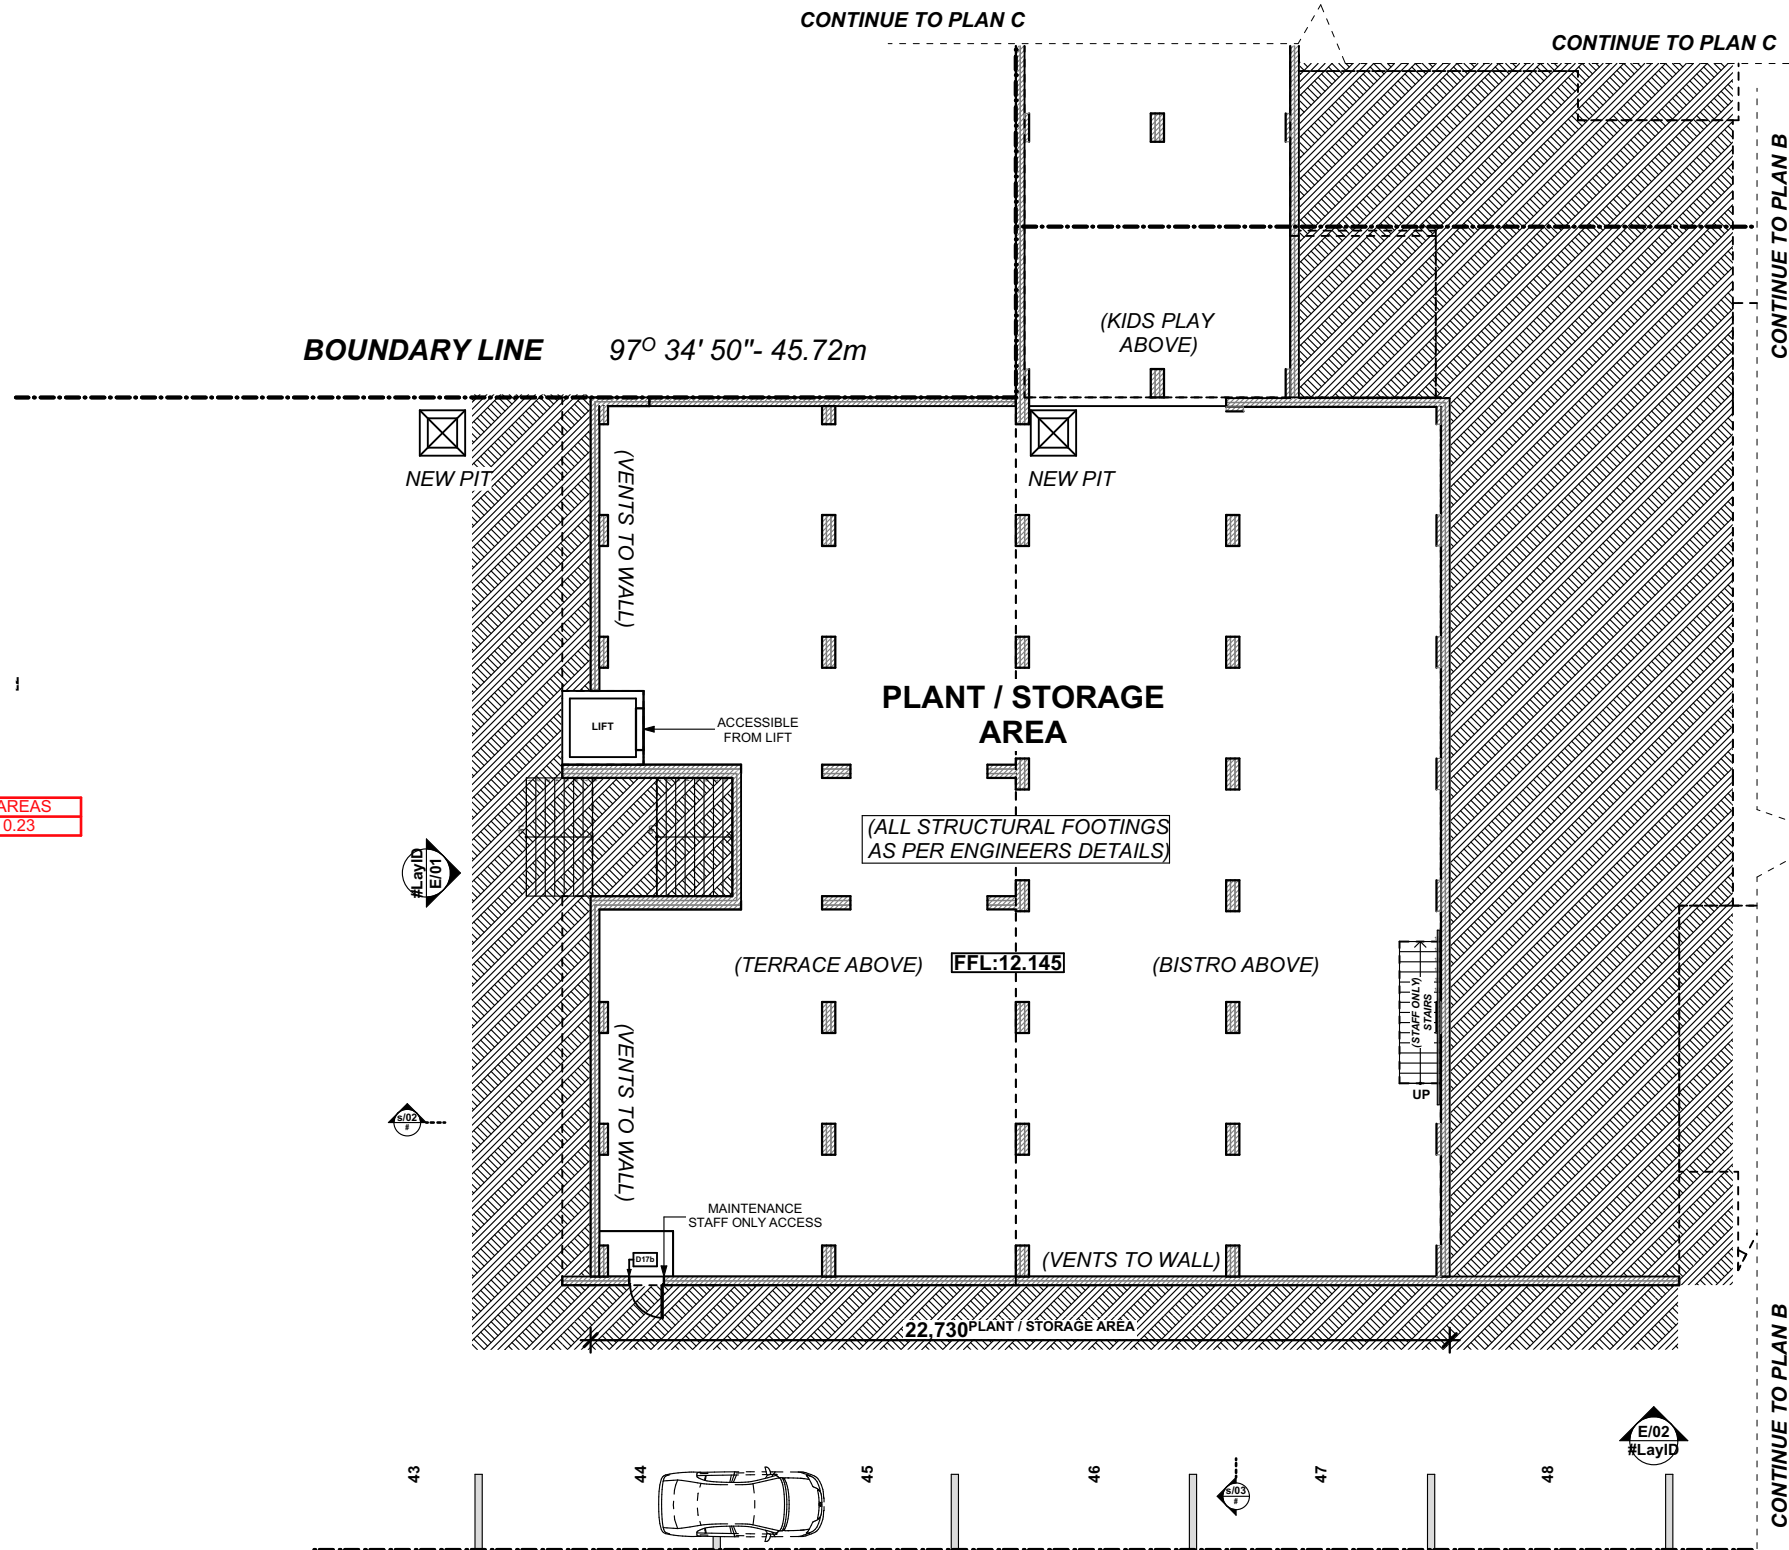 CONTINUE TO PLAN C
CONTINUE TO PLAN C
CONTINUE TO PLAN B
(KIDS PLAY
ABOVE)
BOUNDARY LINE 97O 34' 50"- 45.72m
NEW PIT
NEW PIT
(VENTS TO WALL)
PLANT / STORAGE
AREA
LIFT
ACCESSIBLE
FROM LIFT
AREAS
0.23
(ALL STRUCTURAL FOOTINGS
AS PER ENGINEERS DETAILS)
#LayID
E/01
(TERRACE ABOVE)
FFL:12.145
(BISTRO ABOVE)
(STAFF ONLY)
STAIRS
UP
(VENTS TO WALL)
s/02
#
MAINTENANCE
STAFF ONLY ACCESS
D17b
(VENTS TO WALL)
22,730 PLANT / STORAGE AREA
CONTINUE TO PLAN B
E/02
#LayID
43
44
45
46
47
48
s/03
#